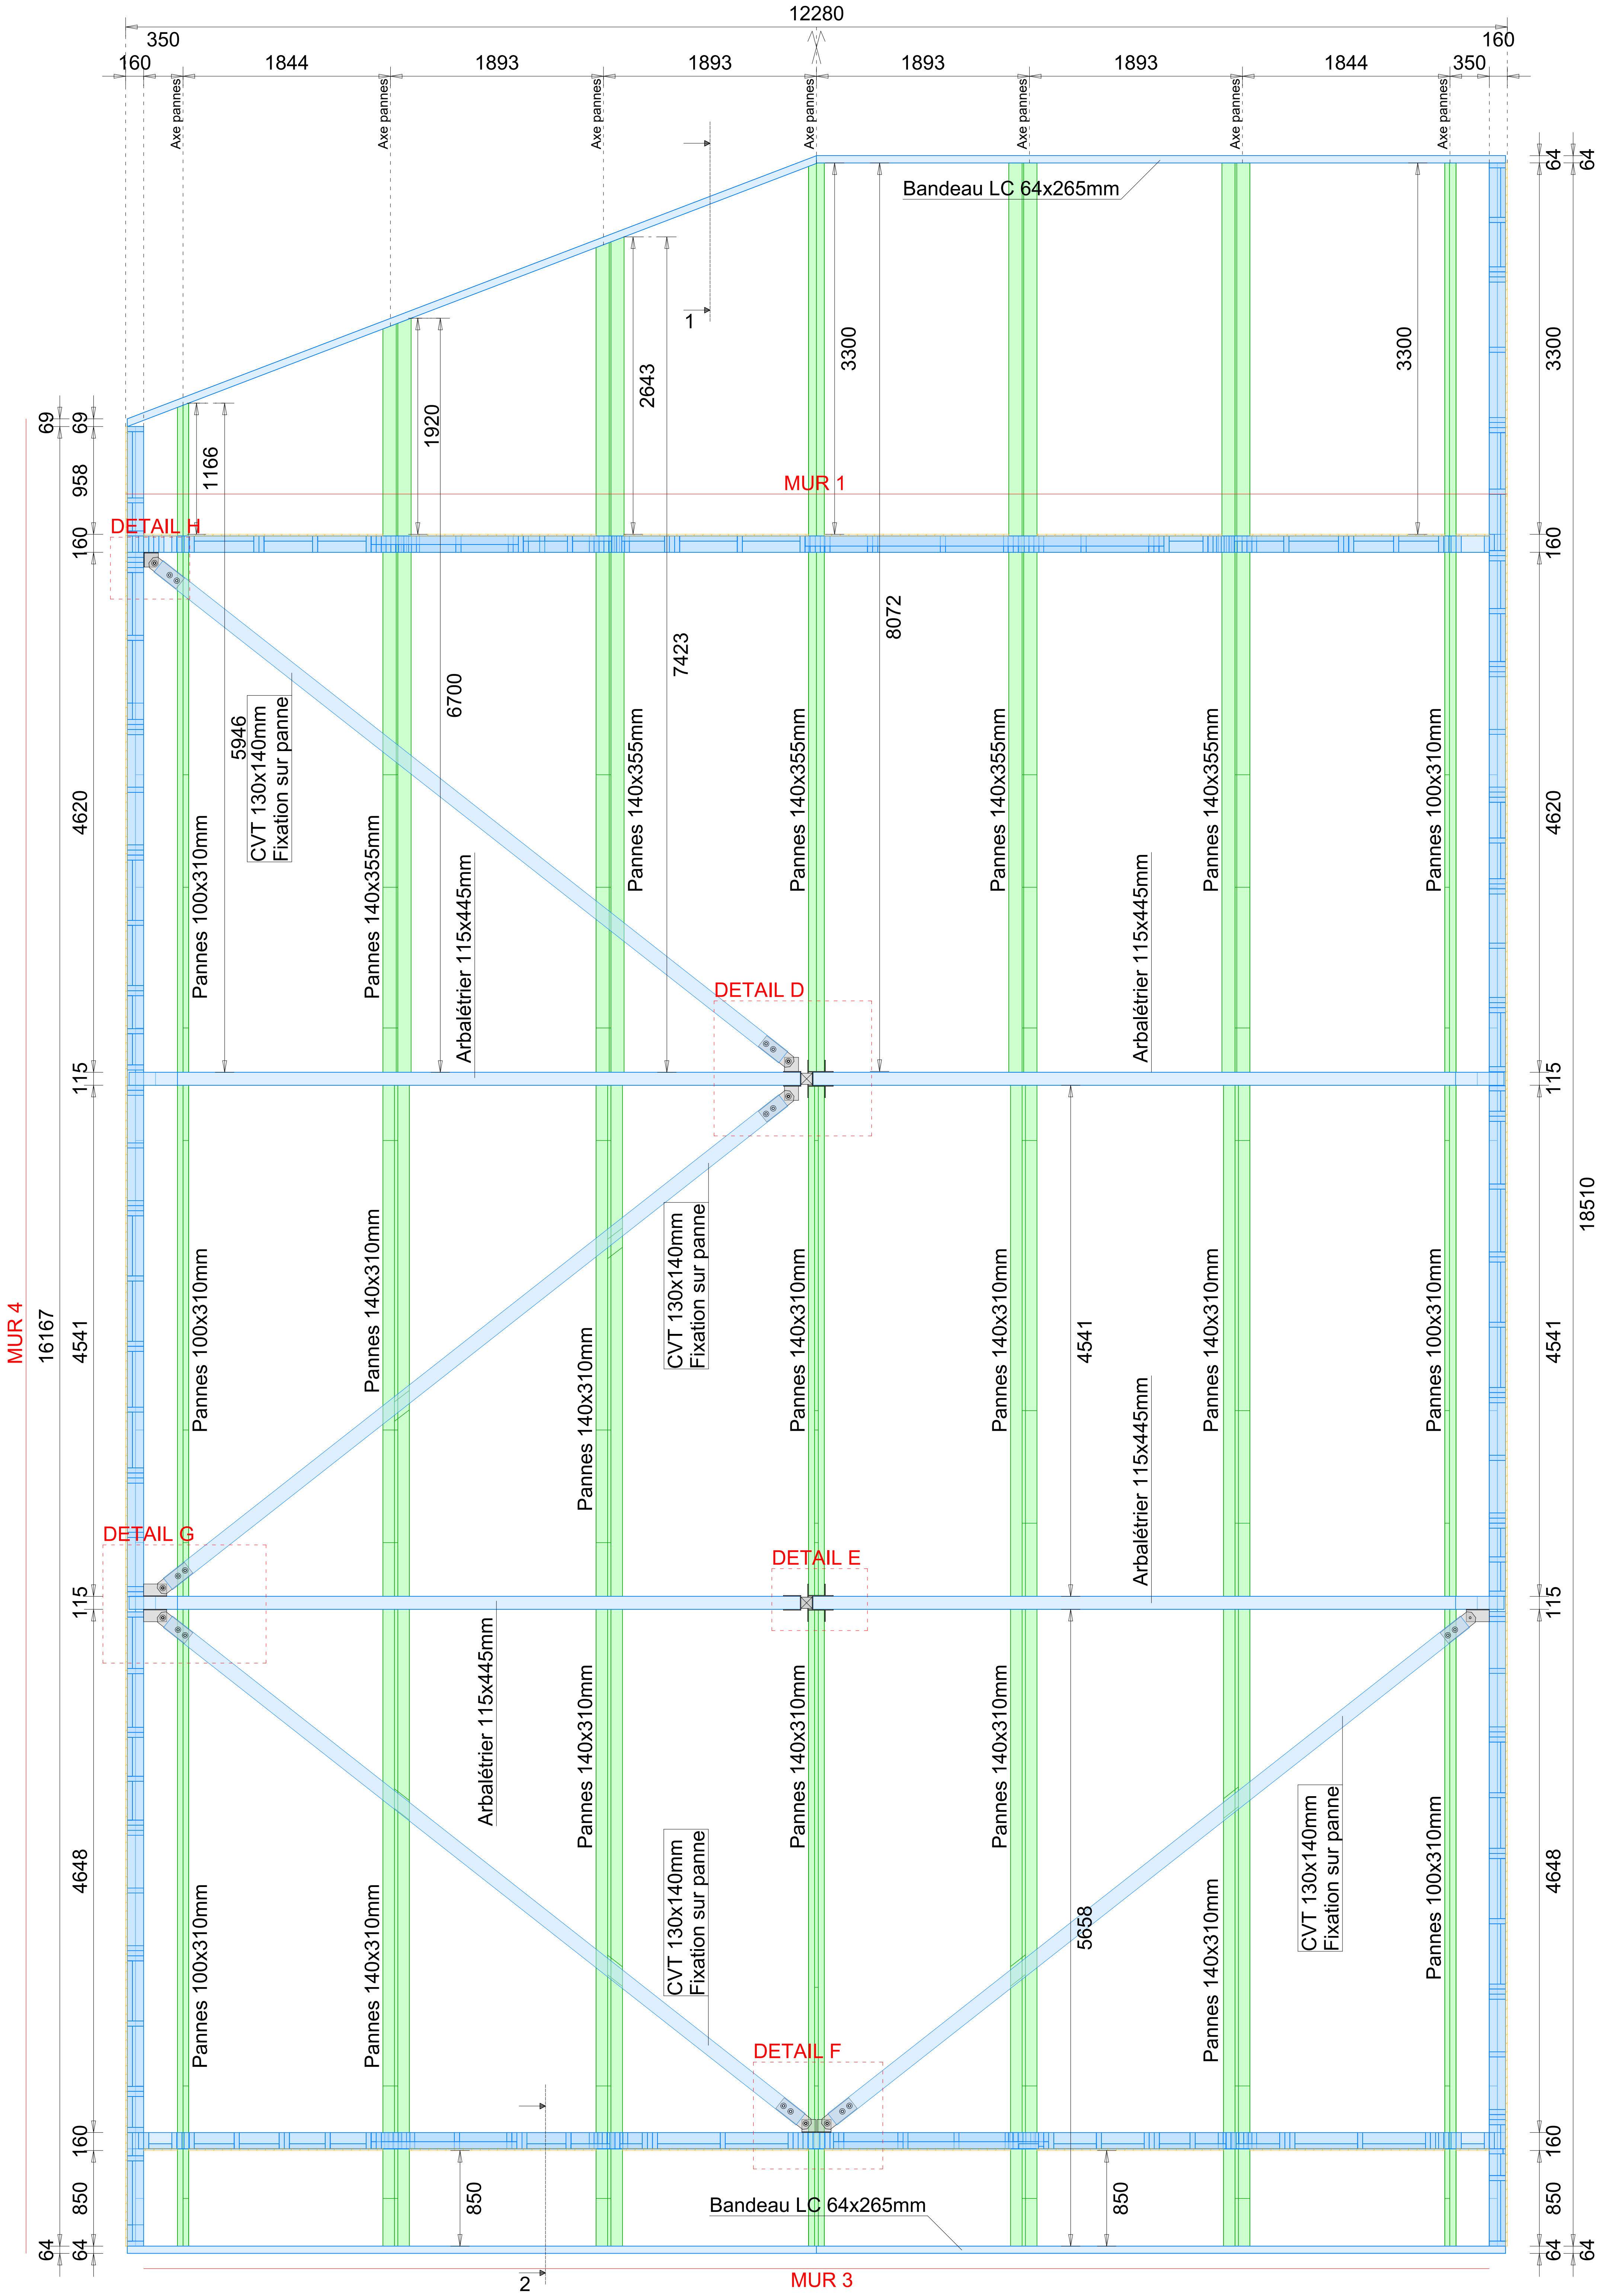 12280
350
160
160
1844
1893
1893
1893
1893
1844
350
160
Axe pannes
Axe pannes
Axe pannes
Axe pannes
Axe pannes
Axe pannes
Axe pannes
64
64
Bandeau LC 64x265mm
1
3300
3300
3300
2643
1920
1166
69
69
958
MUR 1
DETAIL H
160
160
8072
7423
6700
5946
CVT 130x140mm
Fixation sur panne
4620
4620
Pannes 100x310mm
Pannes 140x355mm
Pannes 140x355mm
Pannes 140x355mm
Pannes 140x355mm
Pannes 140x355mm
Pannes 100x310mm
Arbalétrier 115x445mm
Arbalétrier 115x445mm
DETAIL D
115
115
CVT 130x140mm
Fixation sur panne
18510
MUR 4
16167
4541
4541
4541
Pannes 100x310mm
Pannes 140x310mm
Pannes 140x310mm
Pannes 140x310mm
Pannes 140x310mm
Pannes 140x310mm
Pannes 100x310mm
Arbalétrier 115x445mm
DETAIL G
DETAIL E
115
115
Arbalétrier 115x445mm
Pannes 140x310mm
Pannes 140x310mm
Pannes 140x310mm
CVT 130x140mm
Fixation sur panne
CVT 130x140mm
Fixation sur panne
4648
5658
4648
Pannes 100x310mm
Pannes 140x310mm
Pannes 140x310mm
Pannes 100x310mm
DETAIL F
160
160
850
850
850
850
Bandeau LC 64x265mm
64
64
64
64
2
MUR 3